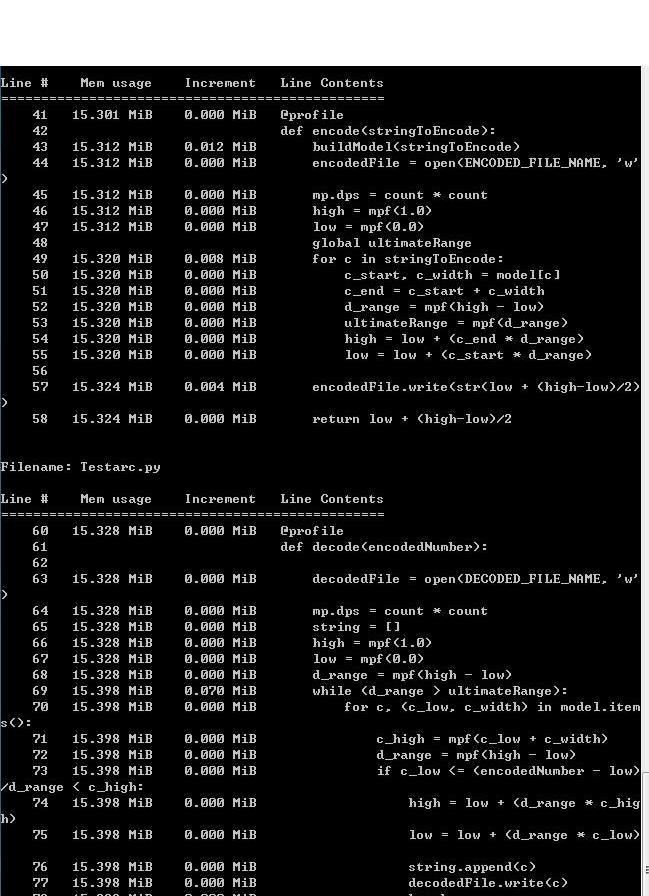 Line #    Mem usage    Increment   Line Contents
================================================
    41   15.301 MiB    0.000 MiB   @profile
    42                             def encode(stringToEncode):
    43   15.312 MiB    0.012 MiB       buildModel(stringToEncode)
    44   15.312 MiB    0.000 MiB       encodedFile = open(ENCODED_FILE_NAME, 'w'
)
    45   15.312 MiB    0.000 MiB       mp.dps = count * count
    46   15.312 MiB    0.000 MiB       high = mpf(1.0)
    47   15.312 MiB    0.000 MiB       low = mpf(0.0)
    48                                 global ultimateRange
    49   15.320 MiB    0.008 MiB       for c in stringToEncode:
    50   15.320 MiB    0.000 MiB           c_start, c_width = model[c]
    51   15.320 MiB    0.000 MiB           c_end = c_start + c_width
    52   15.320 MiB    0.000 MiB           d_range = mpf(high - low)
    53   15.320 MiB    0.000 MiB           ultimateRange = mpf(d_range)
    54   15.320 MiB    0.000 MiB           high = low + (c_end * d_range)
    55   15.320 MiB    0.000 MiB           low = low + (c_start * d_range)
    56
    57   15.324 MiB    0.004 MiB       encodedFile.write(str(low + (high-low)/2)
)
    58   15.324 MiB    0.000 MiB       return low + (high-low)/2
Filename: Testarc.py
Line #    Mem usage    Increment   Line Contents
================================================
    60   15.328 MiB    0.000 MiB   @profile
    61                             def decode(encodedNumber):
    62
    63   15.328 MiB    0.000 MiB       decodedFile = open(DECODED_FILE_NAME, 'w'
)
    64   15.328 MiB    0.000 MiB       mp.dps = count * count
    65   15.328 MiB    0.000 MiB       string = []
    66   15.328 MiB    0.000 MiB       high = mpf(1.0)
    67   15.328 MiB    0.000 MiB       low = mpf(0.0)
    68   15.328 MiB    0.000 MiB       d_range = mpf(high - low)
    69   15.398 MiB    0.070 MiB       while (d_range > ultimateRange):
    70   15.398 MiB    0.000 MiB           for c, (c_low, c_width) in model.item
s():
    71   15.398 MiB    0.000 MiB               c_high = mpf(c_low + c_width)
    72   15.398 MiB    0.000 MiB               d_range = mpf(high - low)
    73   15.398 MiB    0.000 MiB               if c_low <= (encodedNumber - low)
/d_range < c_high:
    74   15.398 MiB    0.000 MiB                   high = low + (d_range * c_hig
h)
    75   15.398 MiB    0.000 MiB                   low = low + (d_range * c_low)
    76   15.398 MiB    0.000 MiB                   string.append(c)
    77   15.398 MiB    0.000 MiB                   decodedFile.write(c)